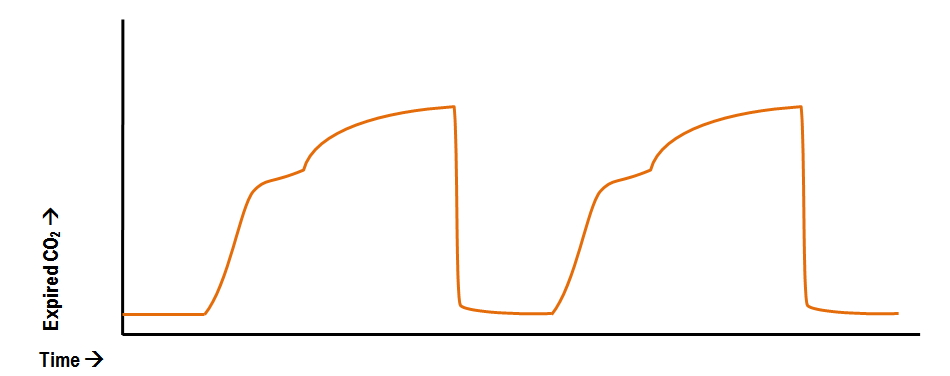 Expired CO₂ →
Time →